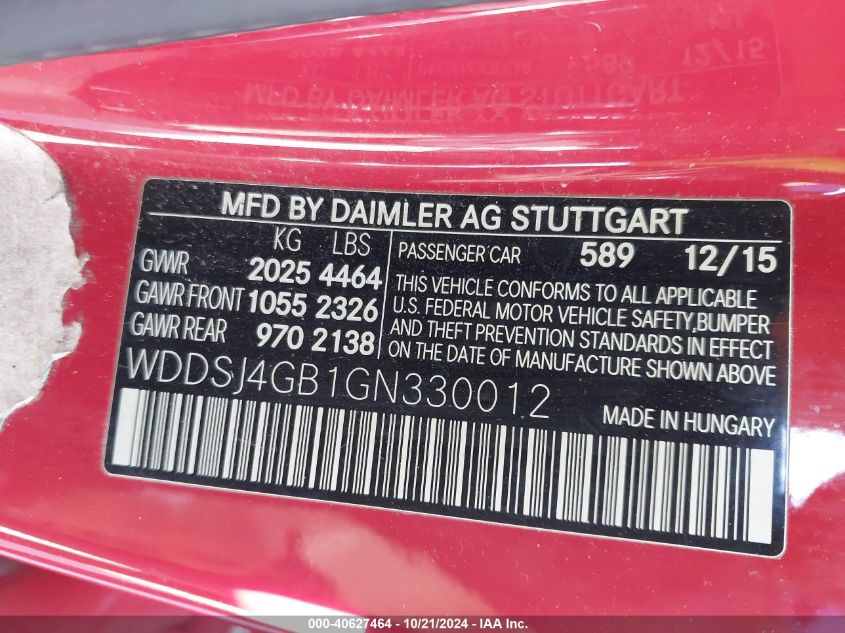 MFD BY DAIMLER AG STUTTGART
KG LBS
GVWR 2025 4464
GAWR FRONT 1055 2326
GAWR REAR 970 2138
PASSENGER CAR 589 12/15
THIS VEHICLE CONFORMS TO ALL APPLICABLE
U.S. FEDERAL MOTOR VEHICLE SAFETY,BUMPER
AND THEFT PREVENTION STANDARDS IN EFFECT
ON THE DATE OF MANUFACTURE SHOWN ABOVE
WDDSJ4GB1GN330012
MADE IN HUNGARY
000-40627464 - 10/21/2024 - IAA Inc.